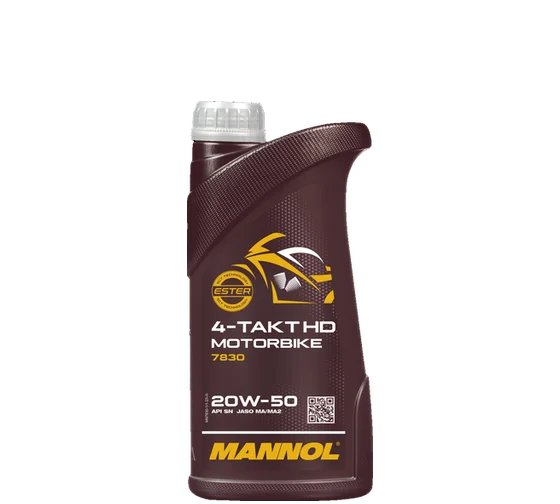 ESTER
4-TAKT HD
MOTORBIKE
7830
20W-50
API SN JASO MA/MA2
MANNOL